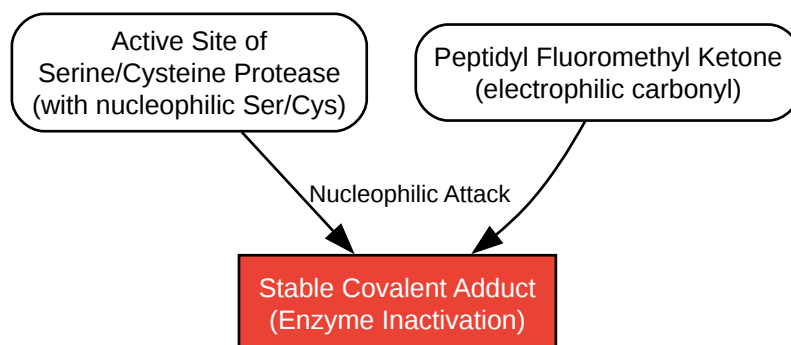 Active Site of
Serine/Cysteine Protease
(with nucleophilic Ser/Cys)
Peptidyl Fluoromethyl Ketone
(electrophilic carbonyl)
Nucleophilic Attack
Stable Covalent Adduct
(Enzyme Inactivation)